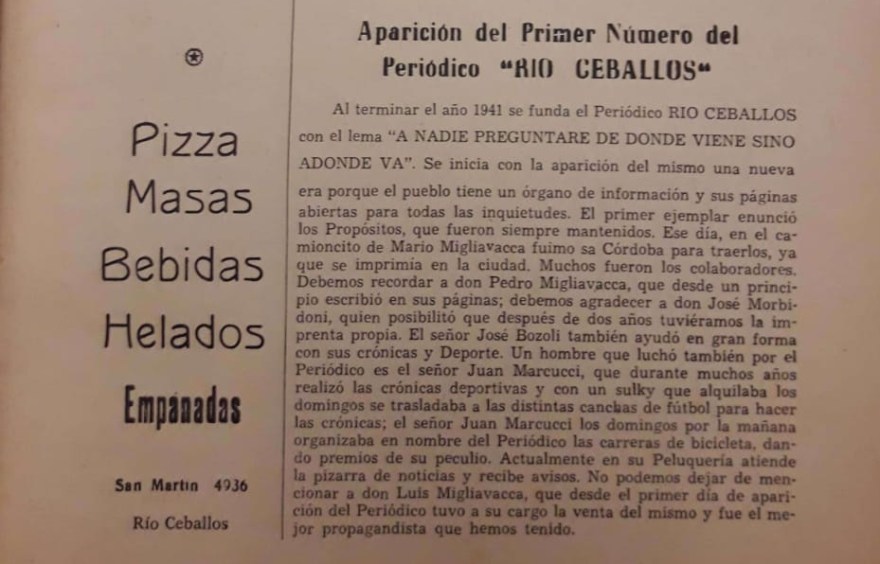 Pizza
Masas
Bebidas
Helados
Empanadas
San Martín 4936
Río Ceballos
Aparición del Primer Número del
Periódico “RIO CEBALLOS“
Al terminar el año 1941 se funda el Periódico RIO CEBALLOS
con el lema “A NADIE PREGUNTARE DE DONDE VIENE SINO
ADONDE VA”. Se inicia con la aparición del mismo una nueva
era porque el pueblo tiene un órgano de información y sus páginas
abiertas para todas las inquietudes. El primer ejemplar enunció
los Propósitos, que fueron siempre mantenidos. Ese día, en el ca-
mioncito de Mario Migliavacca fuimo sa Córdoba para traerlos, ya
que se imprimía en la ciudad. Muchos fueron los colaboradores.
Debemos recordar a don Pedro Migliavacca, que desde un princi-
pio escribió en sus páginas; debemos agradecer a don José Morbi-
doni, quien posibilitó que después de dos años tuviéramos la im-
prenta propia. El señor José Bozoli también ayudó en gran forma
con sus crónicas y Deporte. Un hombre que luchó también por el
Periódico es el señor Juan Marcucci, que durante muchos años
realizó las crónicas deportivas y con un sulky que alquilaba los
domingos se trasladaba a las distintas canchas de fútbol para hacer
las crónicas; el señor Juan Marcucci los domingos por la mañana
organizaba en nombre del Periódico las carreras de bicicleta, dan-
do premios de su peculio. Actualmente en su Peluquería atiende
la pizarra de noticias y recibe avisos. No podemos dejar de men-
cionar a don Luis Migliavacca, que desde el primer día de apari-
ción del Periódico tuvo a su cargo la venta del mismo y fue el me-
jor propagandista que hemos tenido.